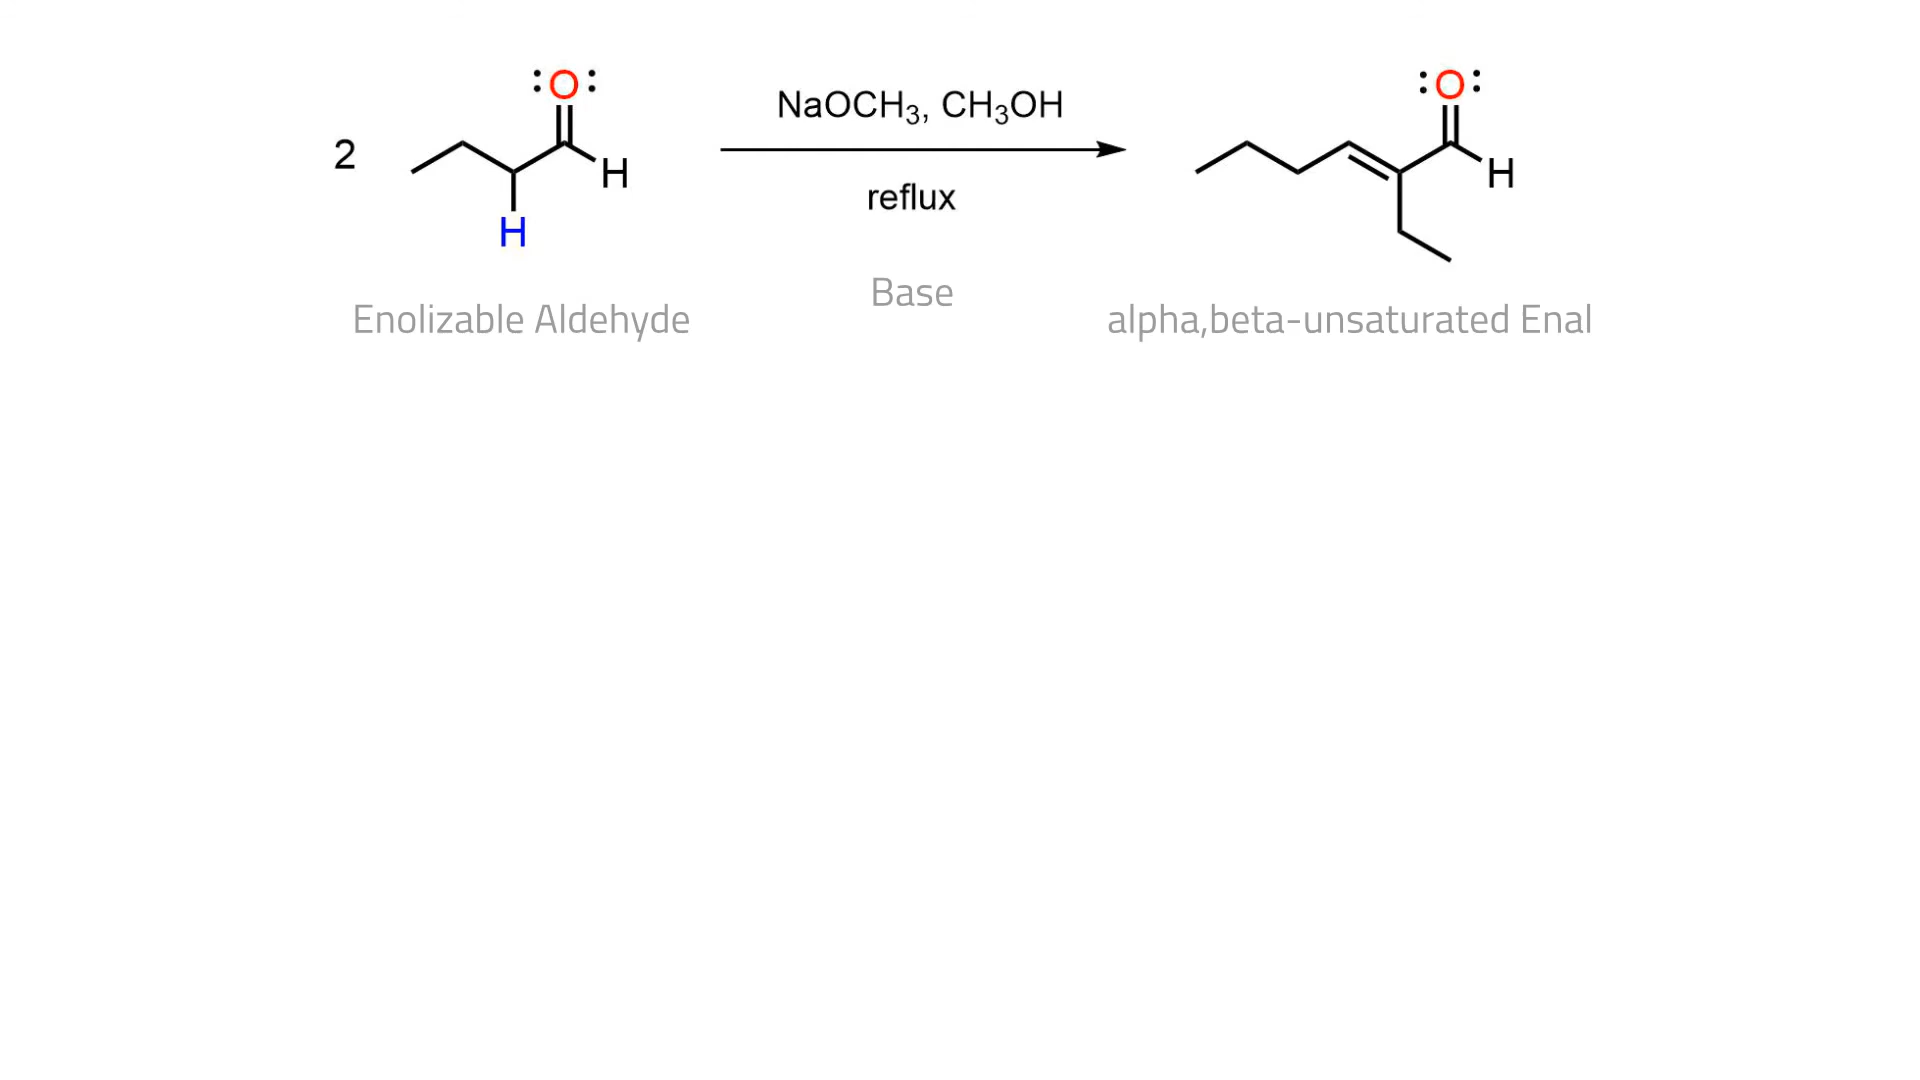 :O: :O:
NaOCH₃, CH₃OH
2 H H
reflux
H
Base
Enolizable Aldehyde alpha,beta-unsaturated Enal